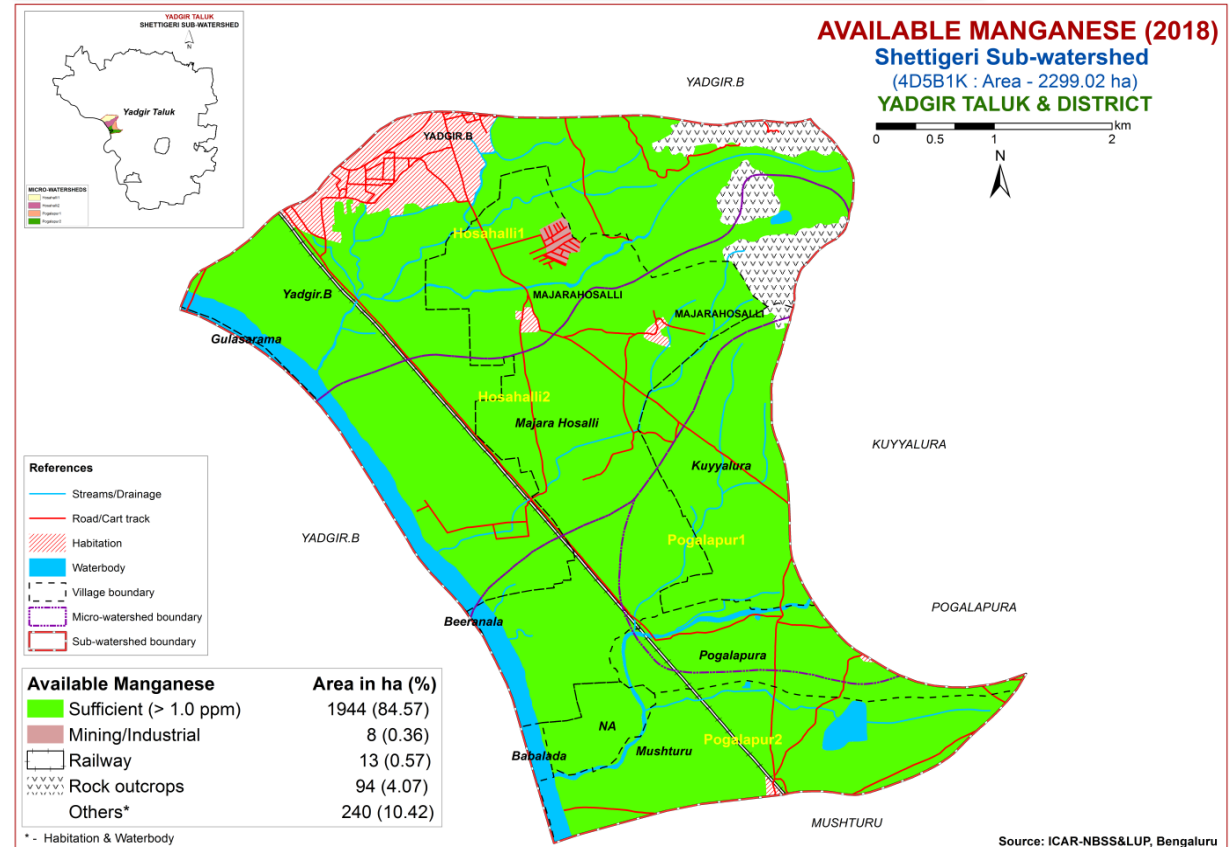 YADGIR TALUK
SHETTIGERI SUB-WATERSHED
N
Yadgir Taluk
MICRO-WATERSHEDS
Hosahalli1
Hosahalli2
Pogalapur1
Pogalapur2
AVAILABLE MANGANESE (2018)
Shettigeri Sub-watershed
(4D5B1K : Area - 2299.02 ha)
YADGIR TALUK & DISTRICT
0 0.5 1 2 km
N
YADGIR.B
YADGIR.B
Hosahalli1
Yadgir.B
MAJARAHOSALLI
MAJARAHOSALLI
Gulasarama
Hosahalli2
Majara Hosalli
KUYYALURA
Kuyyalura
YADGIR.B
Pogalapur1
POGALAPURA
Beeranala
Pogalapura
NA
Pogalapur2
Babalada
Mushturu
MUSHTURU
References
Streams/Drainage
Road/Cart track
Habitation
Waterbody
Village boundary
Micro-watershed boundary
Sub-watershed boundary
Available Manganese Area in ha (%)
Sufficient (> 1.0 ppm) 1944 (84.57)
Mining/Industrial 8 (0.36)
Railway 13 (0.57)
Rock outcrops 94 (4.07)
Others* 240 (10.42)
* - Habitation & Waterbody
Source: ICAR-NBSS&LUP, Bengaluru